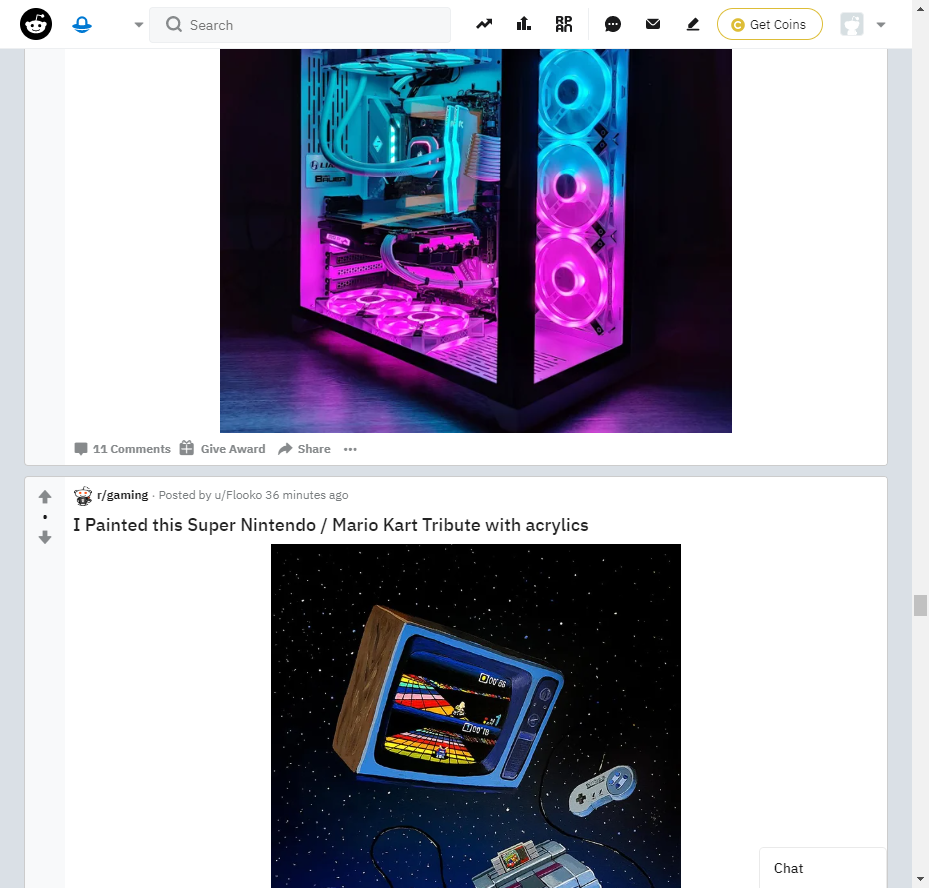 Search
RP
AN
Get Coins
11 Comments Give Award Share
r/gaming · Posted by u/Flooko 36 minutes ago
I Painted this Super Nintendo / Mario Kart Tribute with acrylics
Chat